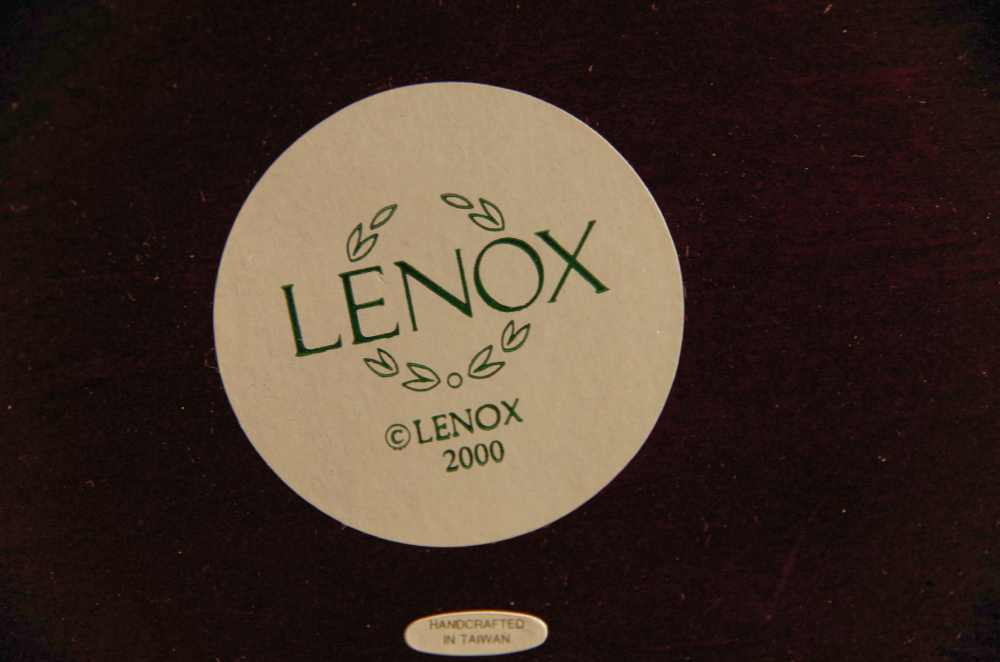 LENOX
©LENOX
2000
HANDCRAFTED
IN TAIWAN